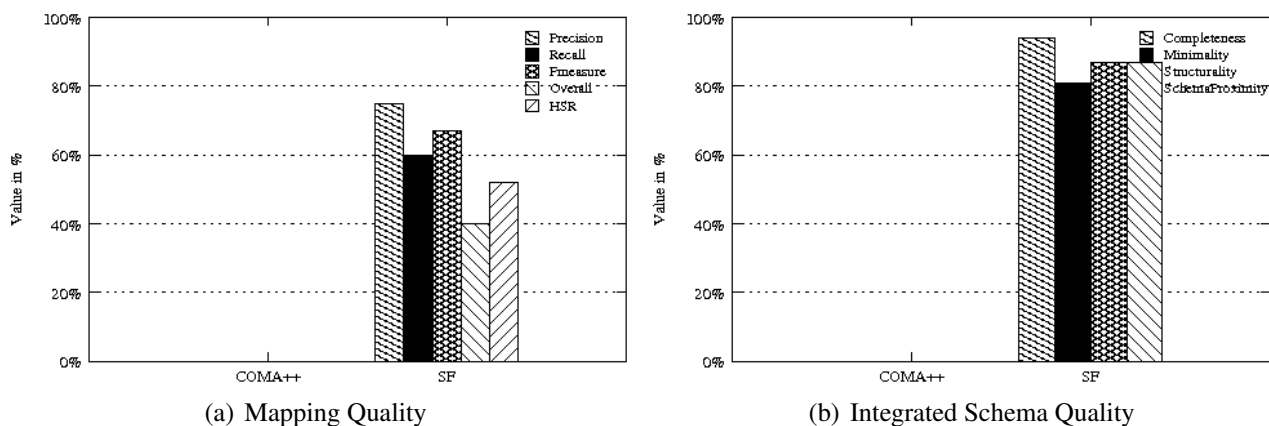 100%
80%
60%
40%
20%
0%
Value in %
Precision
Recall
Fmeasure
Overall
HSR
COMA++
SF
(a) Mapping Quality
100%
80%
60%
40%
20%
0%
Value in %
Completeness
Minimality
Structurality
SchemaProximity
COMA++
SF
(b) Integrated Schema Quality